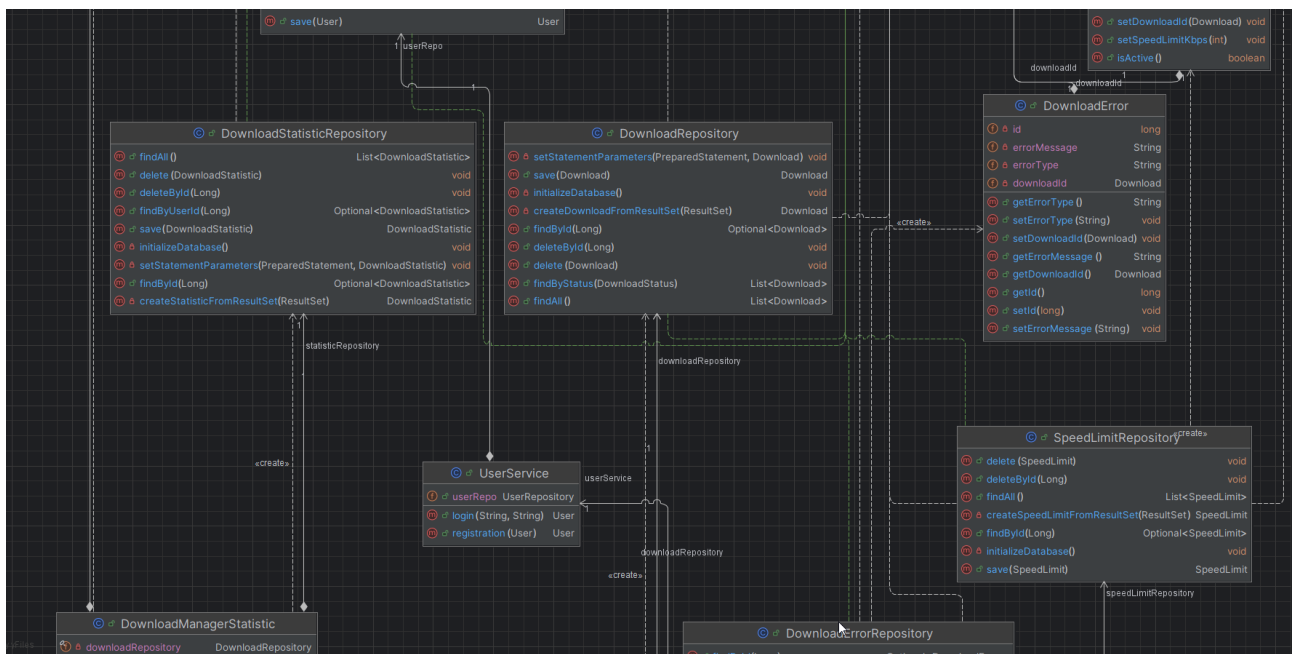 save(User) User
1 userRepo
1
setDownloadId(Download) void
setSpeedLimitKbps(int) void
isActive() boolean
downloadId
1
downloadId
DownloadStatisticRepository
findAll() List<DownloadStatistic>
delete(DownloadStatistic) void
deleteById(Long) void
findByUserId(Long) Optional<DownloadStatistic>
save(DownloadStatistic) DownloadStatistic
initializeDatabase() void
setStatementParameters(PreparedStatement, DownloadStatistic) void
findById(Long) Optional<DownloadStatistic>
createStatisticFromResultSet(ResultSet) DownloadStatistic
DownloadRepository
setStatementParameters(PreparedStatement, Download) void
save(Download) Download
initializeDatabase() void
createDownloadFromResultSet(ResultSet) Download
findById(Long) Optional<Download>
deleteById(Long) void
delete(Download) void
findByStatus(DownloadStatus) List<Download>
findAll() List<Download>
DownloadError
id long
errorMessage String
errorType String
downloadId Download
getErrorType() String
setErrorType(String) void
setDownloadId(Download) void
getErrorMessage() String
getDownloadId() Download
getId() long
setId(long) void
setErrorMessage(String) void
«create»
1
statisticRepository
downloadRepository
«create»
1
UserService
userRepo UserRepository
login(String, String) User
registration(User) User
userService
1
downloadRepository
«create»
SpeedLimitRepository
«create»
delete(SpeedLimit) void
deleteById(Long) void
findAll() List<SpeedLimit>
createSpeedLimitFromResultSet(ResultSet) SpeedLimit
findById(Long) Optional<SpeedLimit>
initializeDatabase() void
save(SpeedLimit) SpeedLimit
speedLimitRepository
DownloadManagerStatistic
downloadRepository DownloadRepository
DownloadErrorRepository